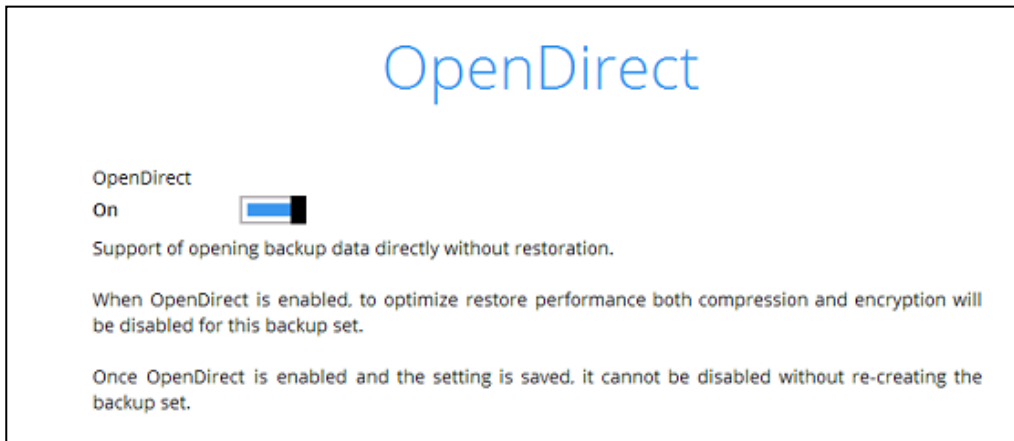 OpenDirect
OpenDirect
On
Support of opening backup data directly without restoration.
When OpenDirect is enabled, to optimize restore performance both compression and encryption will
be disabled for this backup set.
Once OpenDirect is enabled and the setting is saved, it cannot be disabled without re-creating the
backup set.